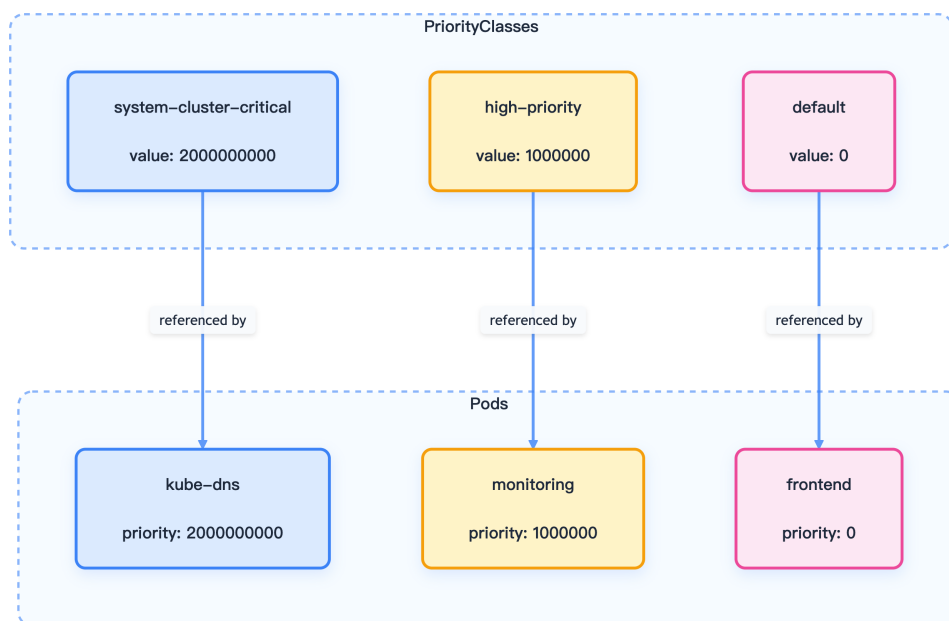 PriorityClasses
system-cluster-critical
value: 2000000000
high-priority
value: 1000000
default
value: 0
referenced by
referenced by
referenced by
Pods
kube-dns
priority: 2000000000
monitoring
priority: 1000000
frontend
priority: 0